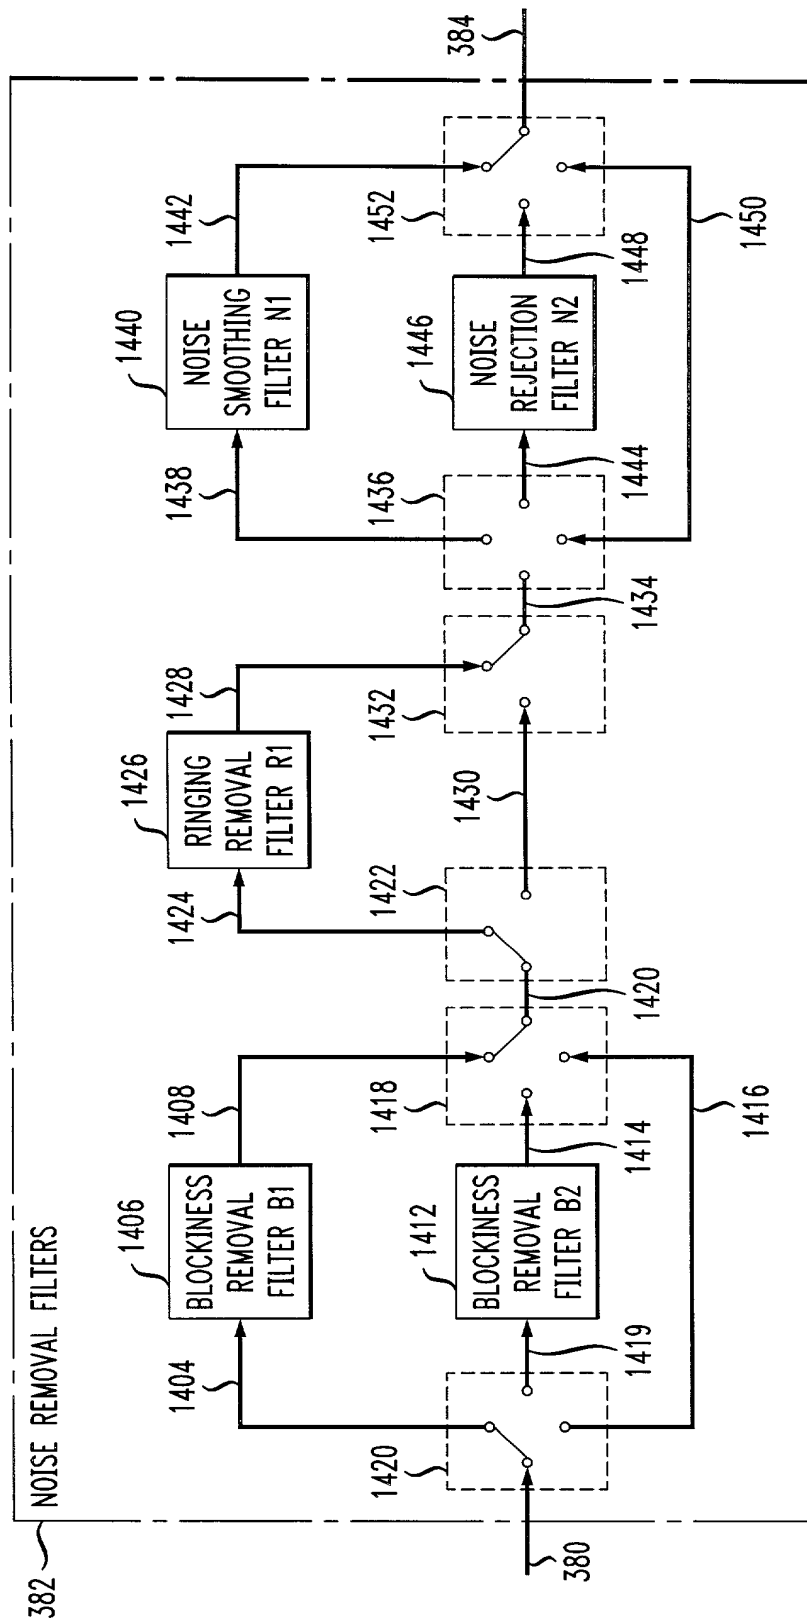 382
NOISE REMOVAL FILTERS
380
1420
1404
1419
1406
BLOCKINESS
REMOVAL
FILTER B1
1412
BLOCKINESS
REMOVAL
FILTER B2
1408
1414
1416
1418
1420
1422
1424
1426
RINGING
REMOVAL
FILTER R1
1428
1430
1432
1434
1436
1438
1444
1440
NOISE
SMOOTHING
FILTER N1
1446
NOISE
REJECTION
FILTER N2
1442
1448
1450
1452
384